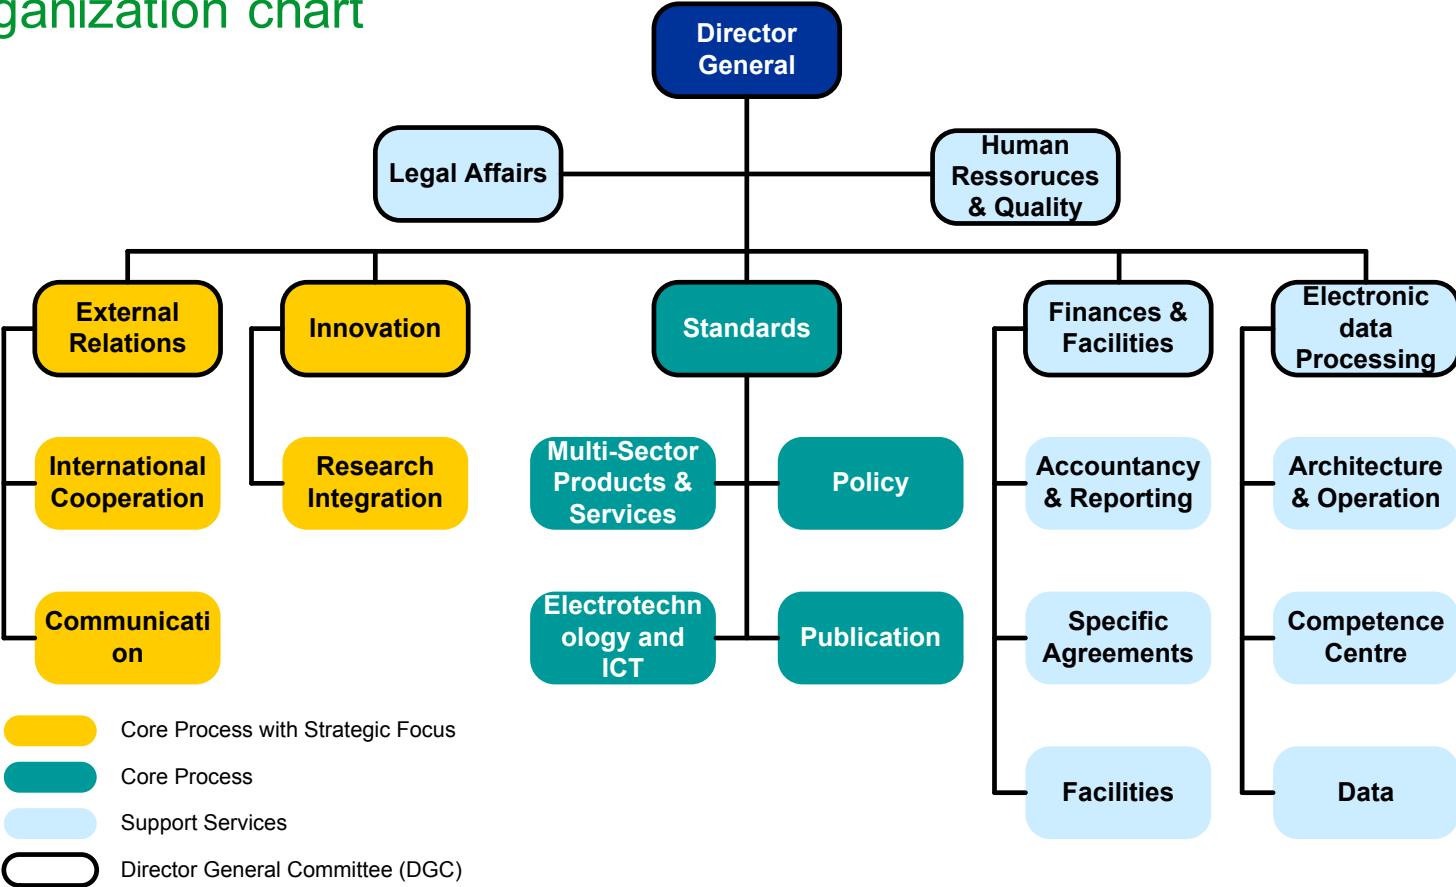 ganization chart
Director
General
Legal Affairs
Human
Ressoruces
& Quality
External
Relations
Innovation
Standards
Finances &
Facilities
Electronic
data
Processing
International
Cooperation
Research
Integration
Multi-Sector
Products &
Services
Policy
Accountancy
& Reporting
Architecture
& Operation
Communicati
on
Electrotechn
ology and
ICT
Publication
Specific
Agreements
Competence
Centre
Facilities
Data
Core Process with Strategic Focus
Core Process
Support Services
Director General Committee (DGC)